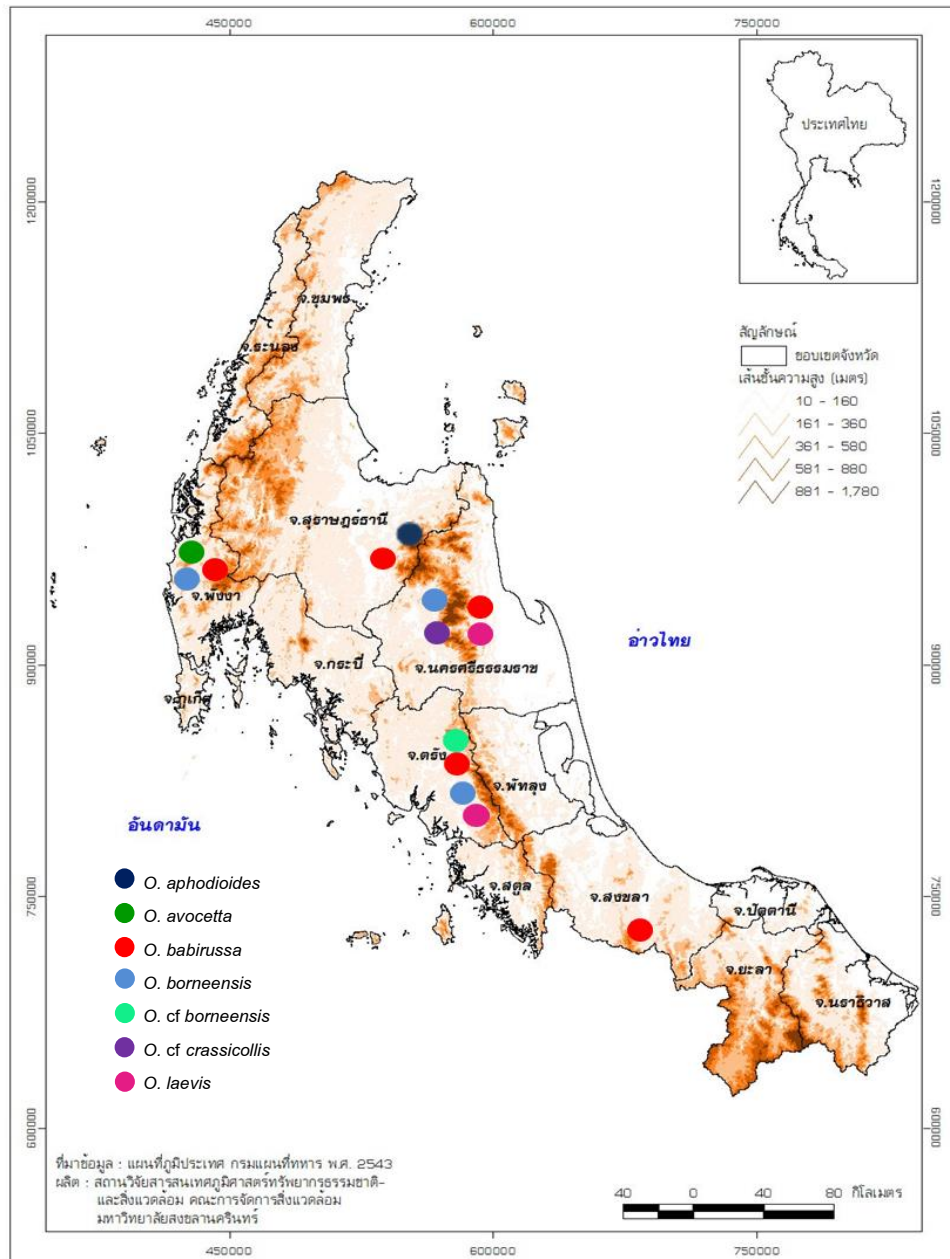 450000
600000
750000
1200000
1200000
ประเทศไทย
จ.ชุมพร
จ.ระนอง
สัญลักษณ์
ขอบเขตจังหวัด
เส้นชั้นความสูง (เมตร)
10 - 160
161 - 360
361 - 580
581 - 880
881 - 1,780
1050000
1050000
จ.สุราษฎร์ธานี
จ.พังงา
อ่าวไทย
จ.กระบี่
จ.นครศรีธรรมราช
900000
900000
จ.ภูเก็ต
จ.ตรัง
จ.พัทลุง
อันดามัน
O. aphodioides
O. avocetta
O. babirussa
O. borneensis
O. cf borneensis
O. cf crassicollis
O. laevis
จ.สตูล
จ.สงขลา
จ.ปัตตานี
750000
750000
จ.ยะลา
จ.นราธิวาส
600000
600000
ที่มาข้อมูล : แผนที่ภูมิประเทศ กรมแผนที่ทหาร พ.ศ. 2543
ผลิต : สถานวิจัยสารสนเทศภูมิศาสตร์ทรัพยากรธรรมชาติ-
และสิ่งแวดล้อม คณะการจัดการสิ่งแวดล้อม
มหาวิทยาลัยสงขลานครินทร์
40 0 40 80 กิโลเมตร
450000
600000
750000